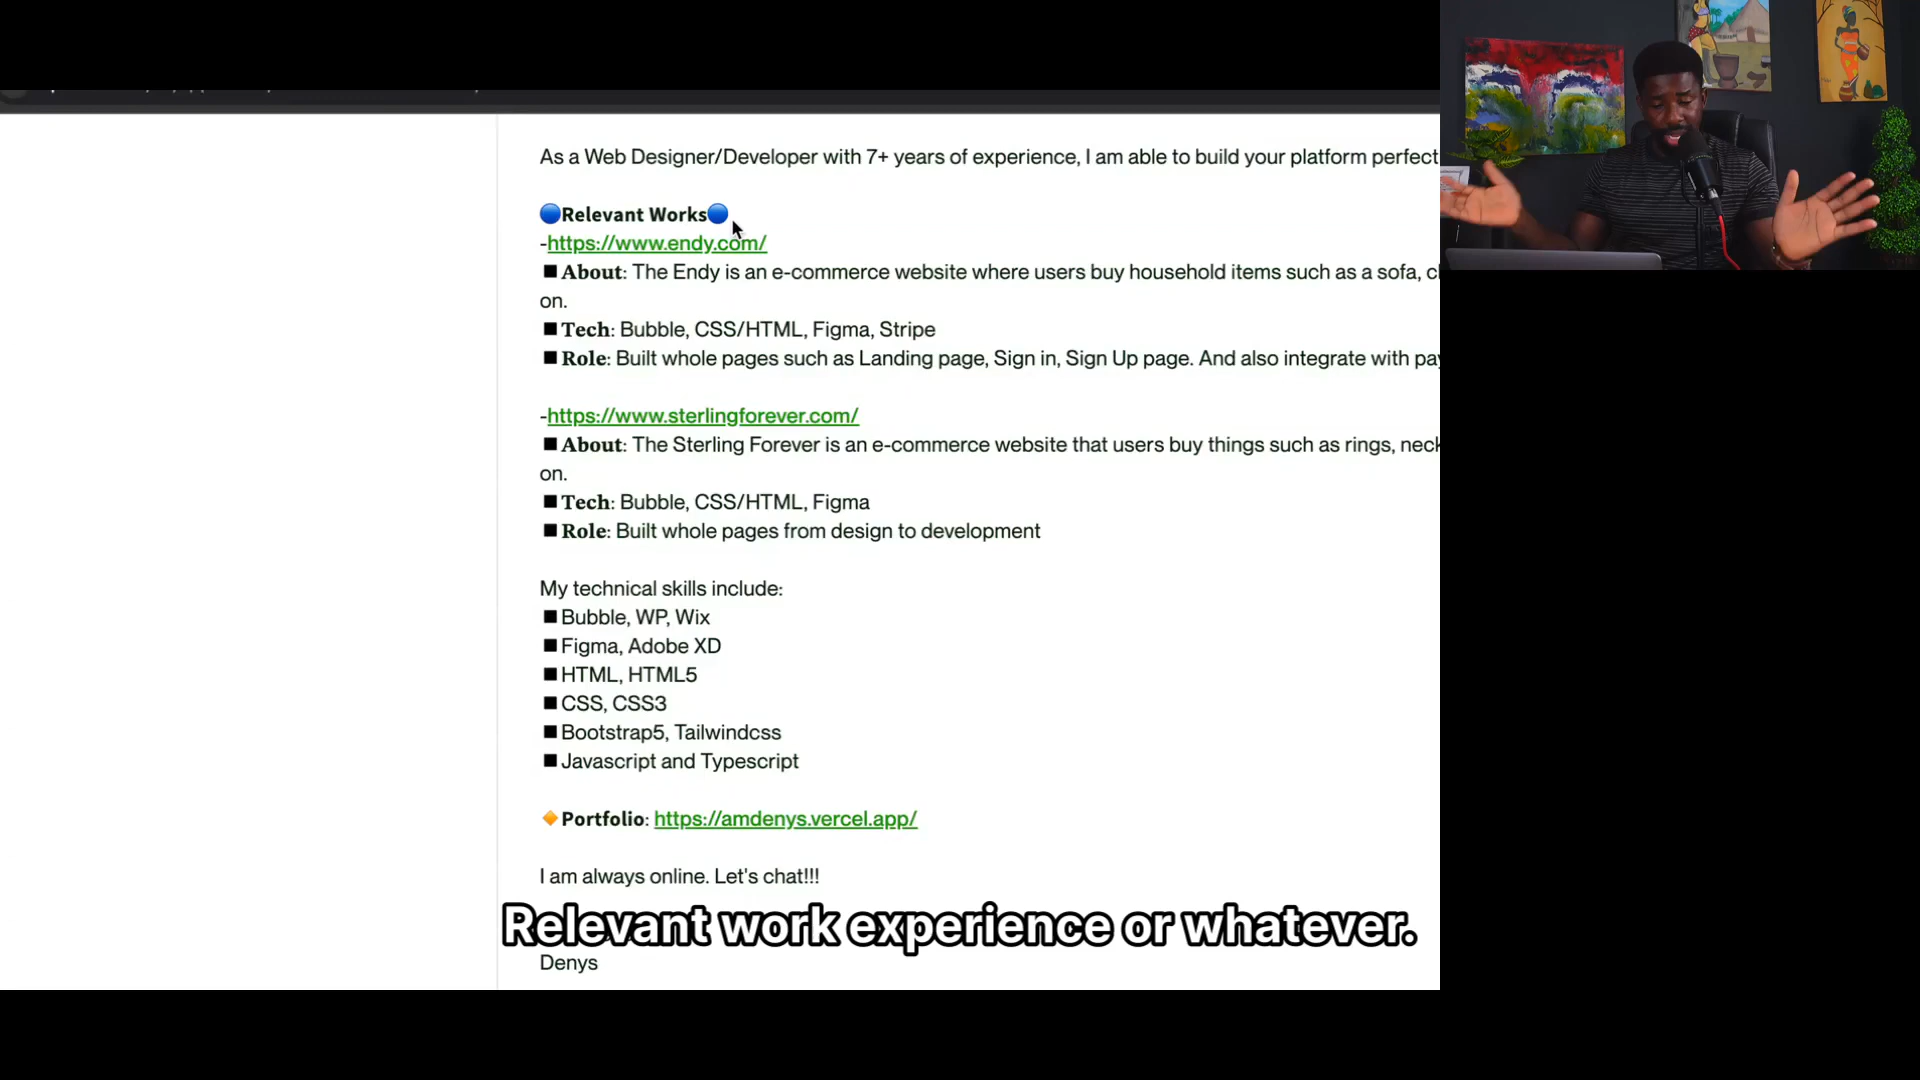 As a Web Designer/Developer with 7+ years of experience, I am able to build your platform perfect
🔵Relevant Works🔵
-https://www.endy.com/
◼About: The Endy is an e-commerce website where users buy household items such as a sofa,
on.
◼Tech: Bubble, CSS/HTML, Figma, Stripe
◼Role: Built whole pages such as Landing page, Sign in, Sign Up page. And also integrate with
-https://www.sterlingforever.com/
◼About: The Sterling Forever is an e-commerce website that users buy things such as rings, neck
on.
◼Tech: Bubble, CSS/HTML, Figma
◼Role: Built whole pages from design to development
My technical skills include:
◼Bubble, WP, Wix
◼Figma, Adobe XD
◼HTML, HTML5
◼CSS, CSS3
◼Bootstrap5, Tailwindcss
◼Javascript and Typescript
🔸Portfolio: https://amdenys.vercel.app/
I am always online. Let's chat!!!
Relevant work experience or whatever.
Denys